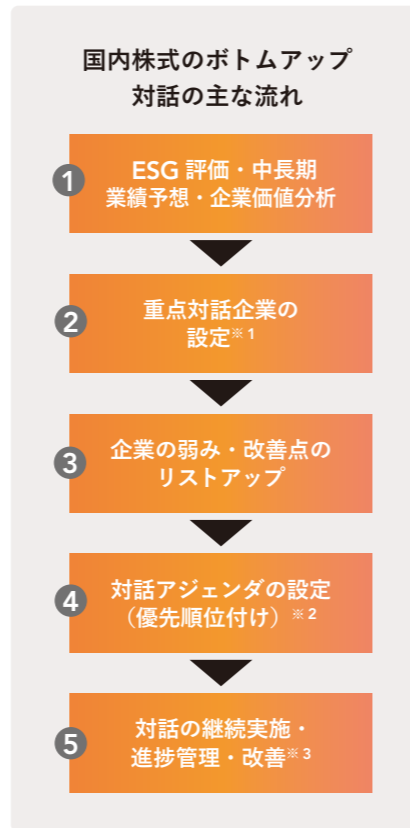 国内株式のボトムアップ
対話の主な流れ
1
ESG 評価・中長期
業績予想・企業価値分析
2
重点対話企業の
設定※1
3
企業の弱み・改善点の
リストアップ
4
対話アジェンダの設定
（優先順位付け）※2
5
対話の継続実施・
進捗管理・改善※3